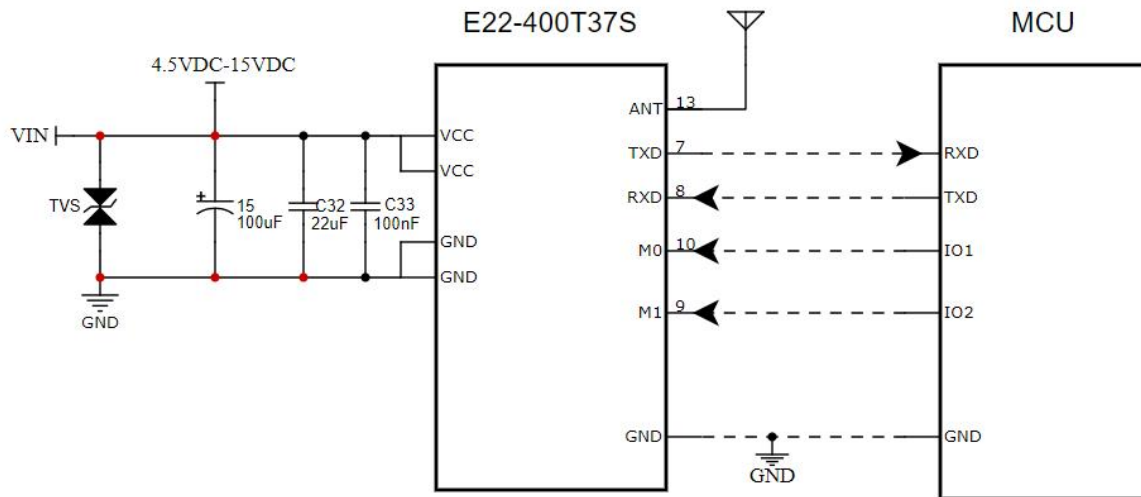 E22-400T37S
MCU
4.5VDC-15VDC
VIN
TVS
+
15
100uF
C32
22uF
C33
100nF
GND
VCC
VCC
GND
GND
ANT 13
TXD 7
RXD 8
M0 10
M1 9
GND
GND
RXD
TXD
IO1
IO2
GND